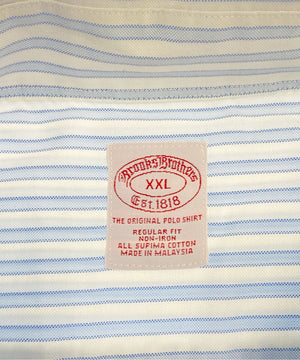 Brooks Brothers
XXL
Est. 1818
THE ORIGINAL POLO SHIRT
REGULAR FIT
NON-IRON
ALL SUPIMA COTTON
MADE IN MALAYSIA